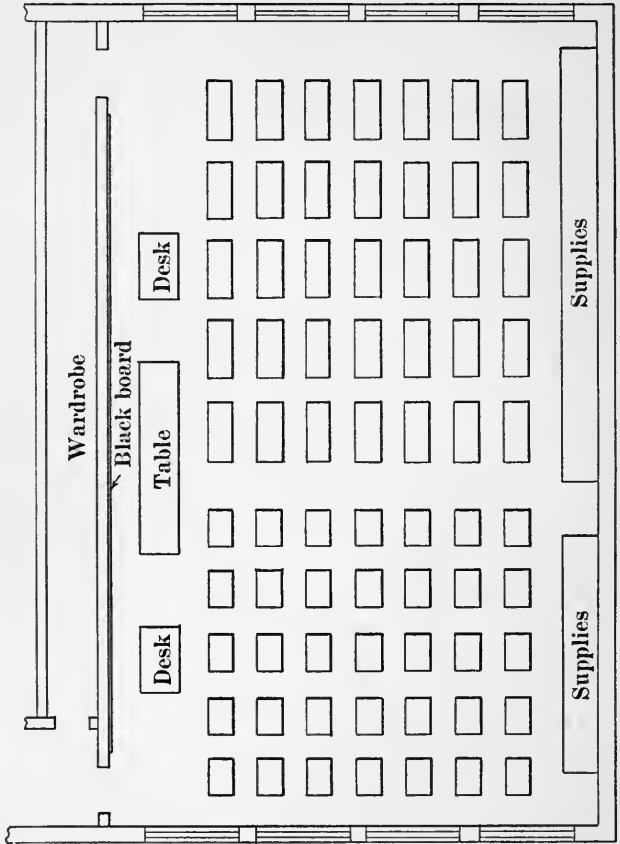 Wardrobe
Black board
Desk
Table
Desk
Supplies
Supplies